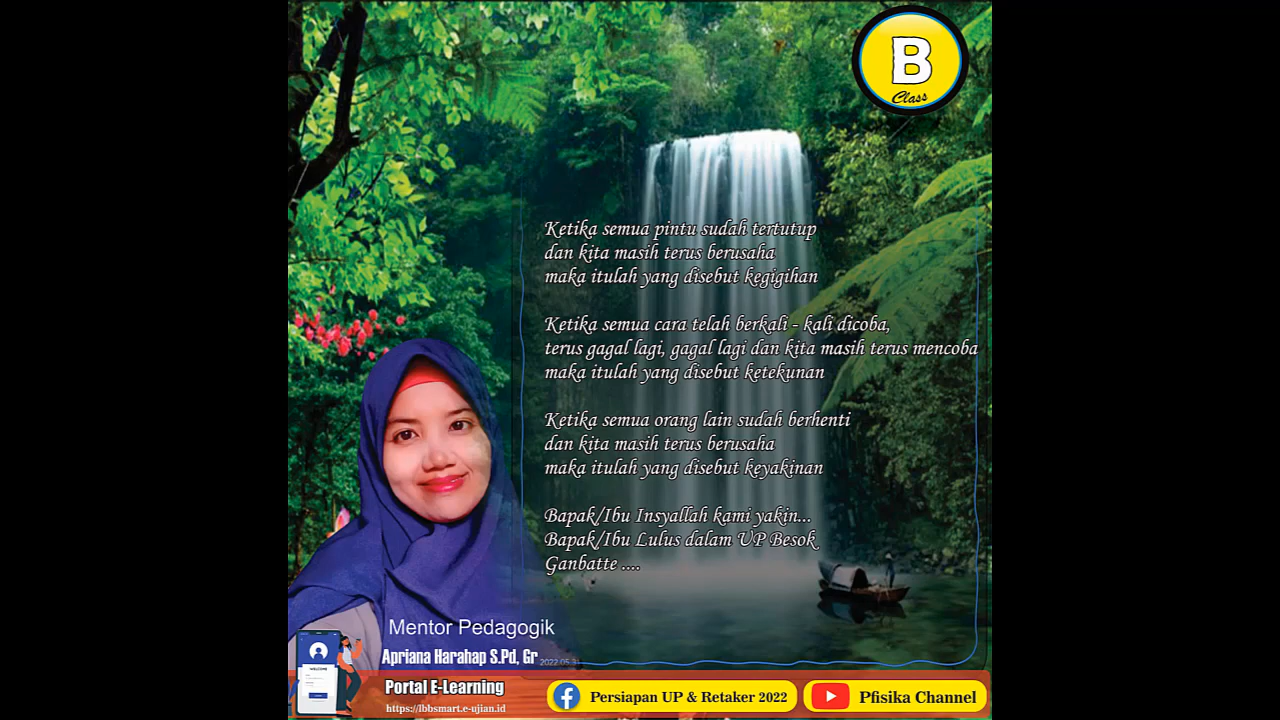 B
Class
Ketika semua pintu sudah tertutup
dan kita masih terus berusaha
maka itulah yang disebut kegigihan
Ketika semua cara telah berkali - kali dicoba,
terus gagal lagi, gagal lagi dan kita masih terus mencoba
maka itulah yang disebut ketekunan
Ketika semua orang lain sudah berhenti
dan kita masih terus berusaha
maka itulah yang disebut keyakinan
Bapak/Ibu Insyallah kami yakin...
Bapak/Ibu Lulus dalam UP Besok
Ganbatte ....
Mentor Pedagogik
Apriana Harahap S.Pd, Gr
WELCOME
Portal E-Learning
https://lbbsmart.e-ujian.id
Persiapan UP & Retaker 2022
Pfisika Channel